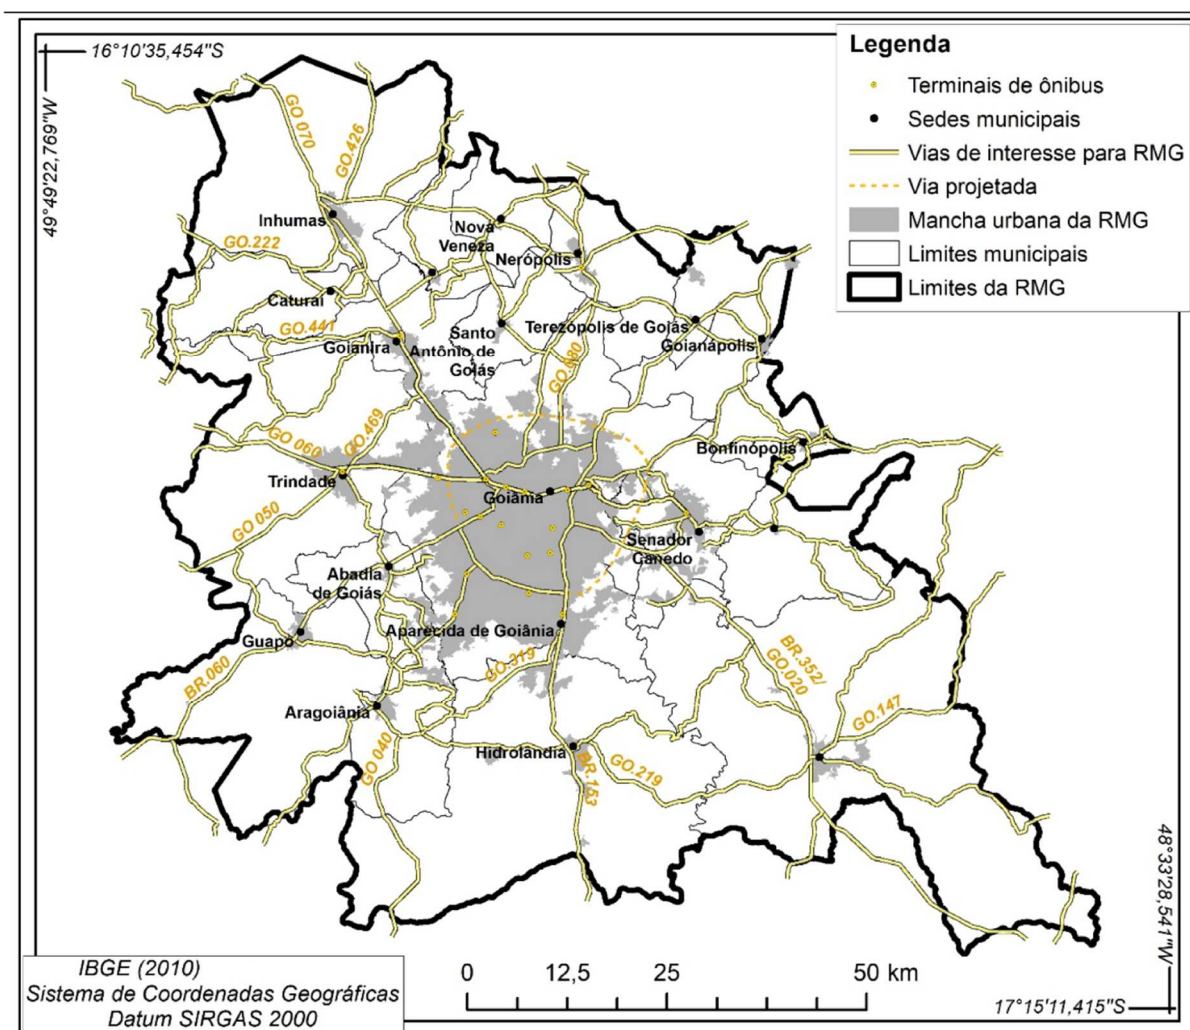 16°10'35,454"S
49°49'22,769"W
Legenda
Terminais de ônibus
Sedes municipais
Vias de interesse para RMG
Via projetada
Mancha urbana da RMG
Limites municipais
Limites da RMG
GO 070
GO.426
Inhumas
Nova
Veneza
GO.222
Nerópolis
Caturaí
GO.441
Santo
Antônio de
Goiás
Terezópolis de Goiás
Goianápolis
Goianira
GO.080
GO.469
GO 060
Bonfinópolis
Trindade
Goiânia
GO 050
Senador
Canedo
Abadia
de Goiás
Guapó
Aparecida de Goiânia
BR.352/
GO.020
GO.319
BR.060
Aragoiânia
GO.147
Hidrolândia
GO 040
BR.153
GO.219
48°33'28,541"W
IBGE (2010)
Sistema de Coordenadas Geográficas
Datum SIRGAS 2000
0 12,5 25 50 km
17°15'11,415"S